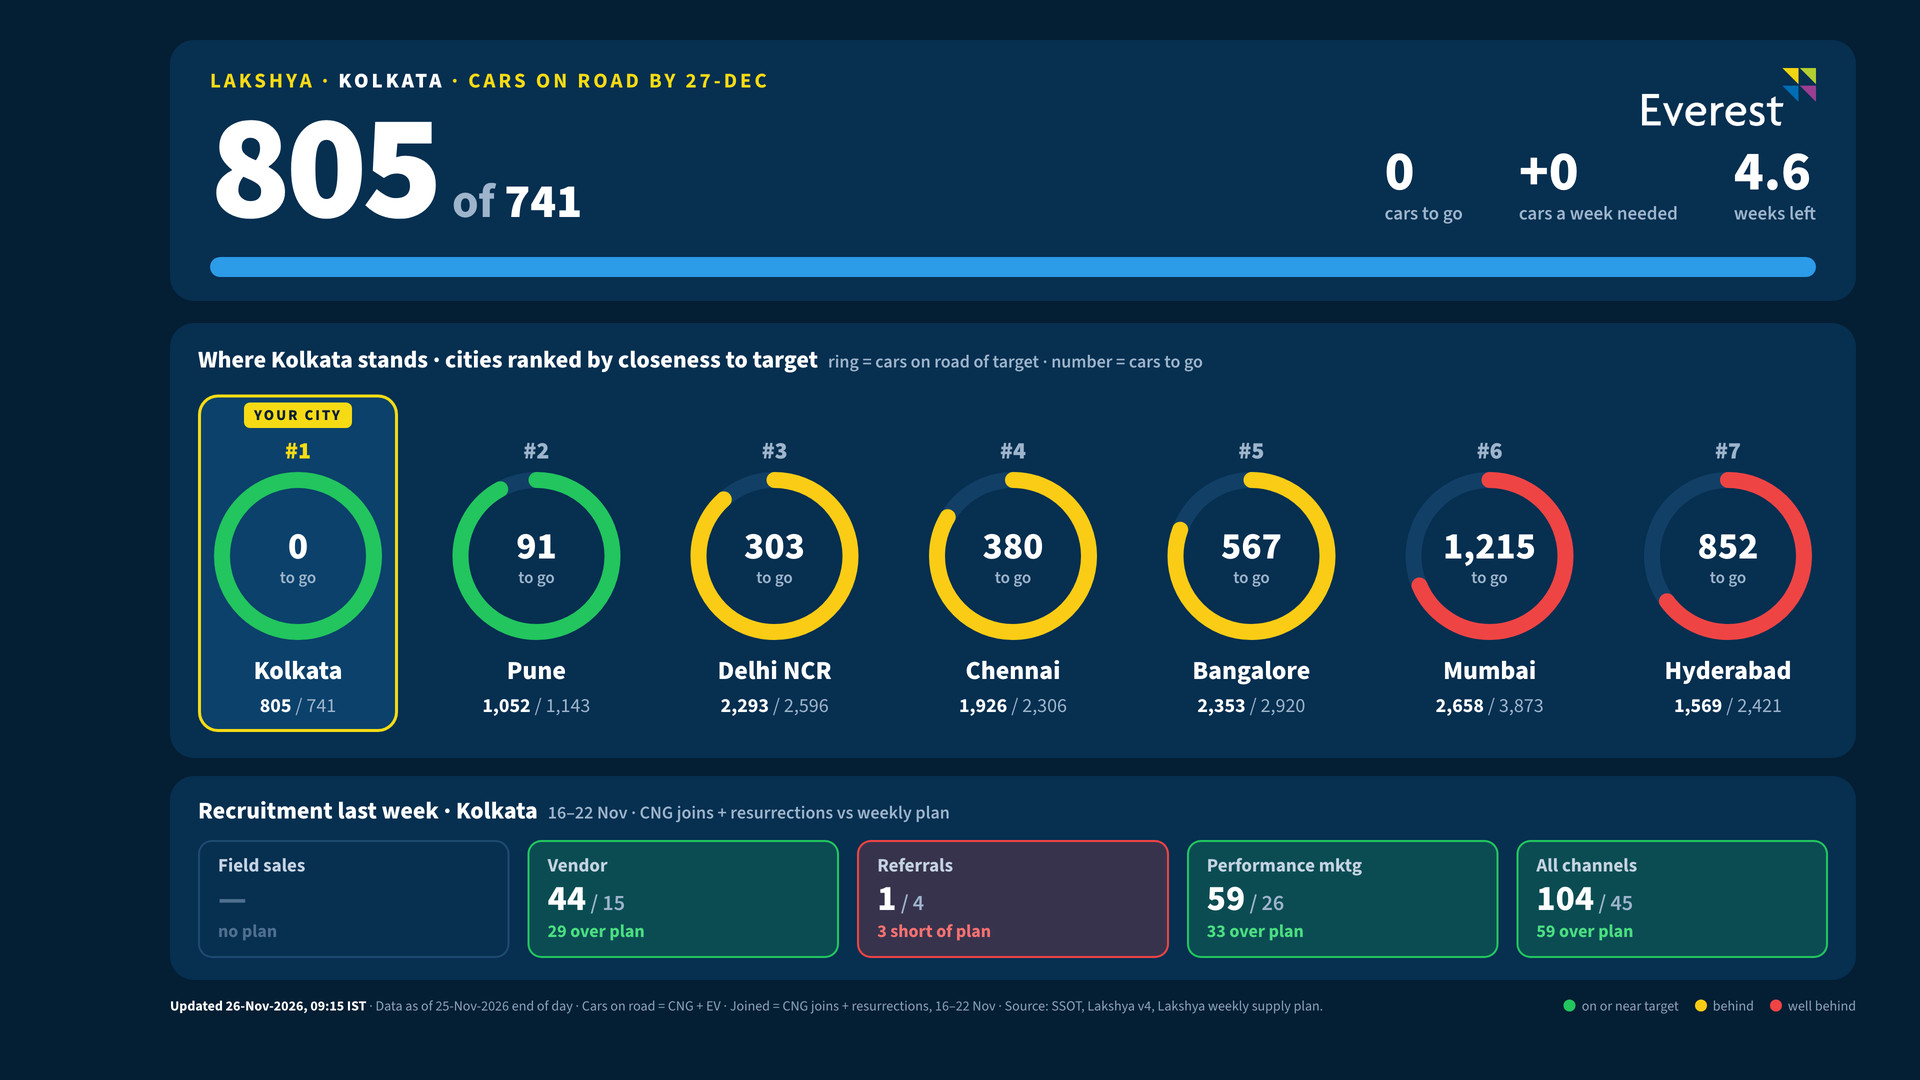 LAKSHYA · KOLKATA · CARS ON ROAD BY 27-DEC
Everest
805 of 741
0
cars to go
+0
cars a week needed
4.6
weeks left
Where Kolkata stands · cities ranked by closeness to target ring = cars on road of target · number = cars to go
YOUR CITY
#1
0
to go
Kolkata
805 / 741
#2
91
to go
Pune
1,052 / 1,143
#3
303
to go
Delhi NCR
2,293 / 2,596
#4
380
to go
Chennai
1,926 / 2,306
#5
567
to go
Bangalore
2,353 / 2,920
#6
1,215
to go
Mumbai
2,658 / 3,873
#7
852
to go
Hyderabad
1,569 / 2,421
Recruitment last week · Kolkata 16–22 Nov · CNG joins + resurrections vs weekly plan
Field sales
—
no plan
Vendor
44 / 15
29 over plan
Referrals
1 / 4
3 short of plan
Performance mktg
59 / 26
33 over plan
All channels
104 / 45
59 over plan
Updated 26-Nov-2026, 09:15 IST · Data as of 25-Nov-2026 end of day · Cars on road = CNG + EV · Joined = CNG joins + resurrections, 16–22 Nov · Source: SSOT, Lakshya v4, Lakshya weekly supply plan.
on or near target
behind
well behind